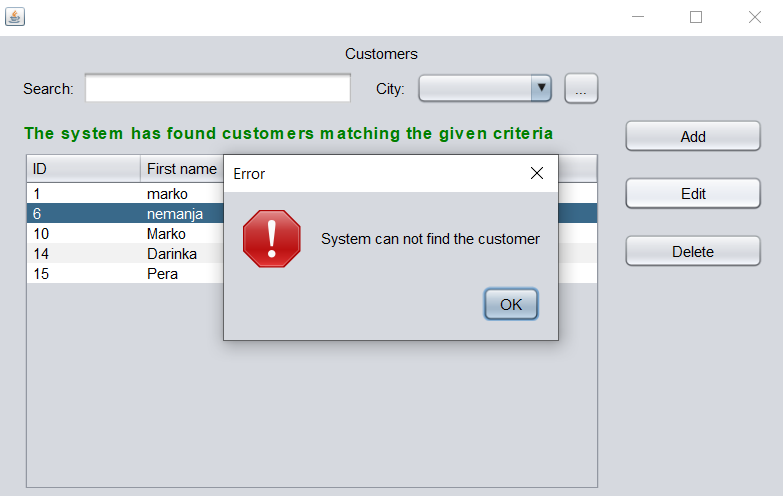 Customers
Search: City: ...
The system has found customers matching the given criteria
Add
ID First name
Error
1 marko
6 nemanja
Edit
10 Marko
System can not find the customer
14 Darinka
Delete
15 Pera
OK